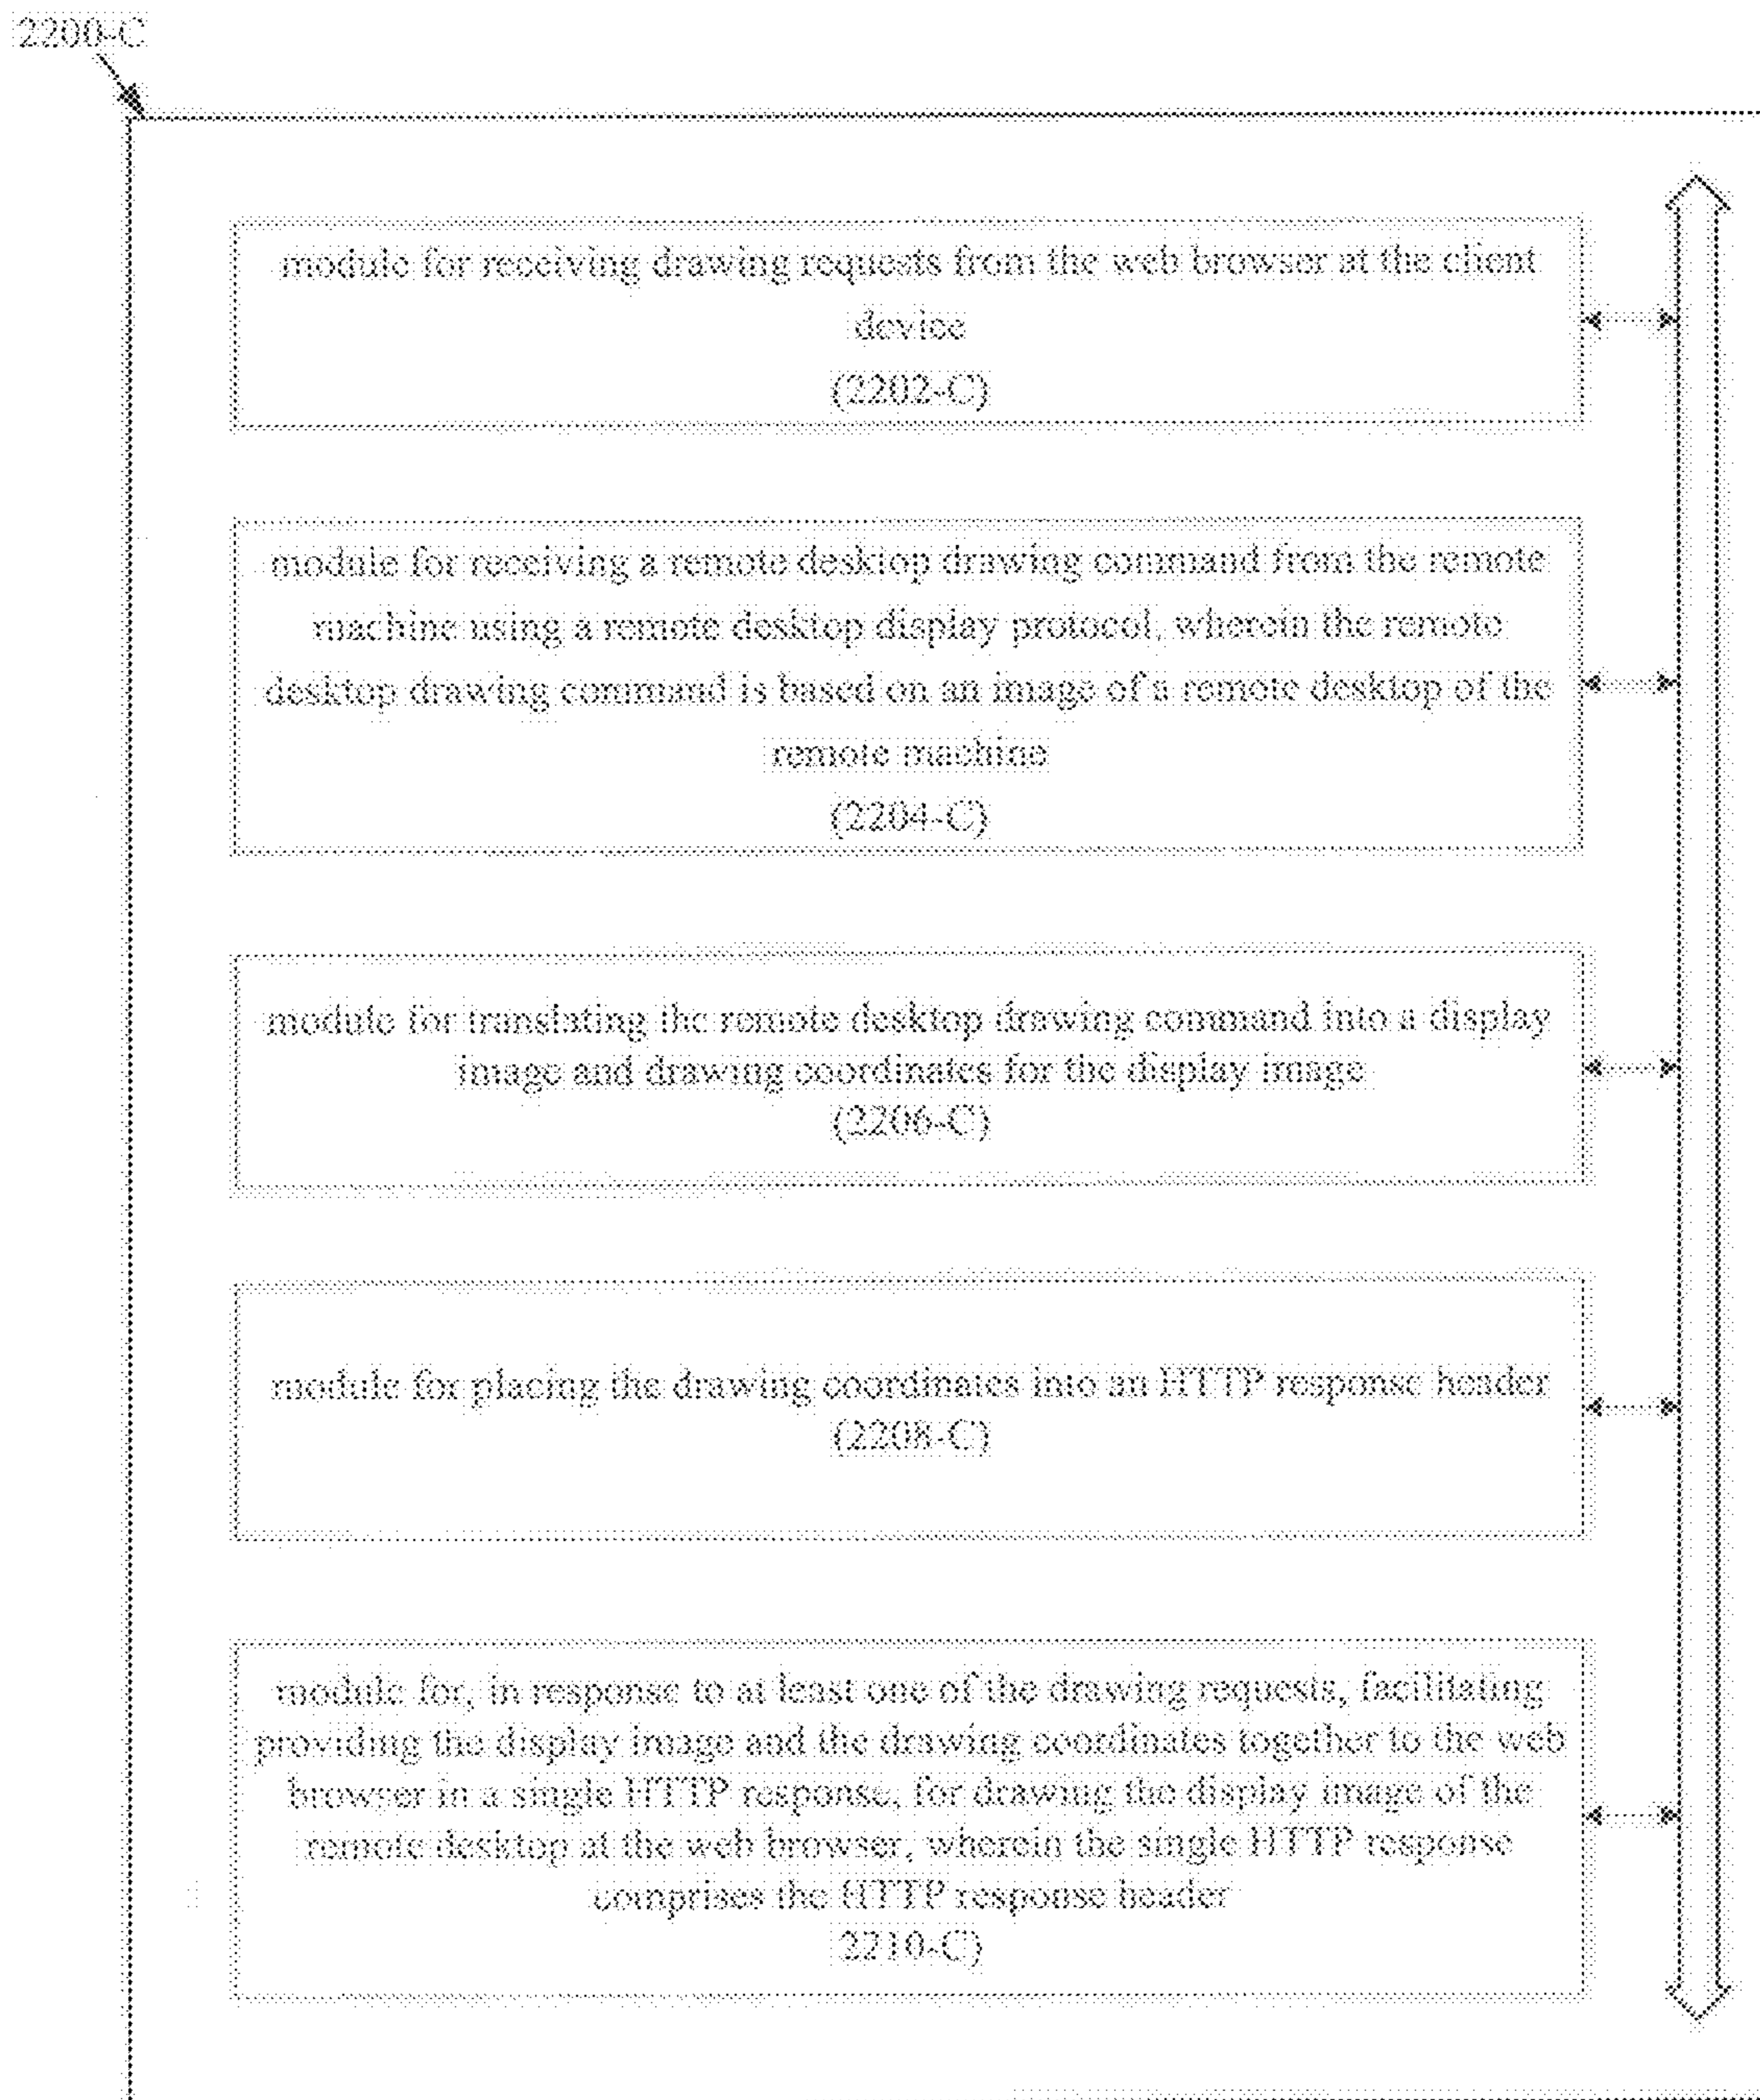 2200-C
module for receiving drawing requests from the web browser at the client
device
(2202-C)
module for receiving a remote desktop drawing command from the remote
machine using a remote desktop display protocol, wherein the remote
desktop drawing command is based on an image of a remote desktop of the
remote machine
(2204-C)
module for translating the remote desktop drawing command into a display
image and drawing coordinates for the display image
(2206-C)
module for placing the drawing coordinates into an HTTP response header
(2208-C)
module for, in response to at least one of the drawing requests, facilitating
providing the display image and the drawing coordinates together to the web
browser in a single HTTP response, for drawing the display image of the
remote desktop at the web browser, wherein the single HTTP response
comprises the HTTP response header
2210-C)